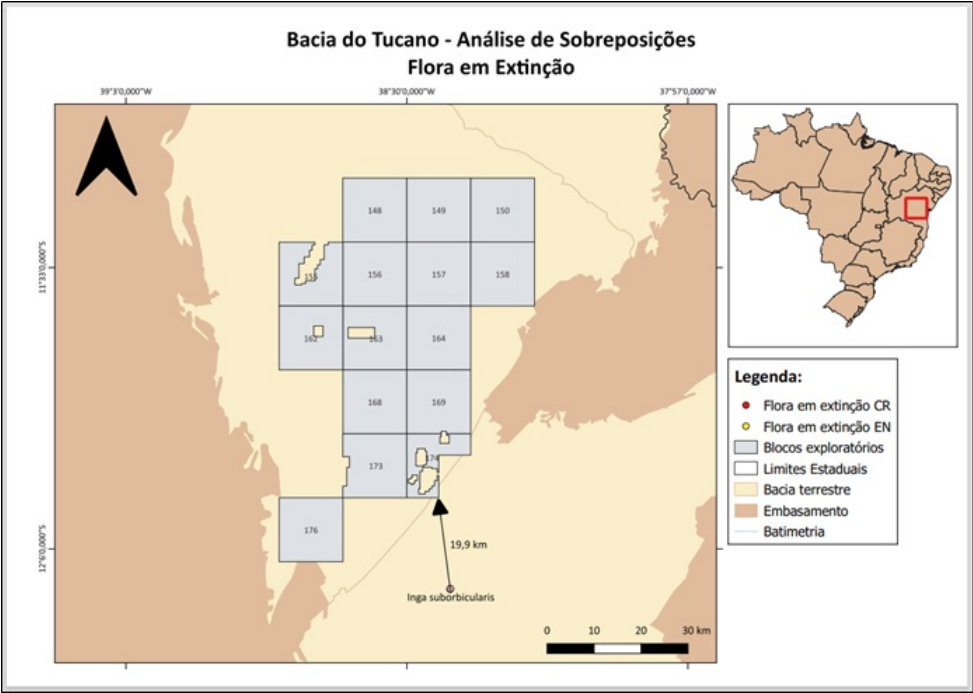 Bacia do Tucano - Análise de Sobreposições
Flora em Extinção
39°3'0,000"W
38°30'0,000"W
37°57'0,000"W
11°33'0,000"S
12°6'0,000"S
148
149
150
155
156
157
158
162
163
164
168
169
173
174
176
19,9 km
Inga suborbicularis
0 10 20 30 km
Legenda:
Flora em extinção CR
Flora em extinção EN
Blocos exploratórios
Limites Estaduais
Bacia terrestre
Embasamento
Batimetria